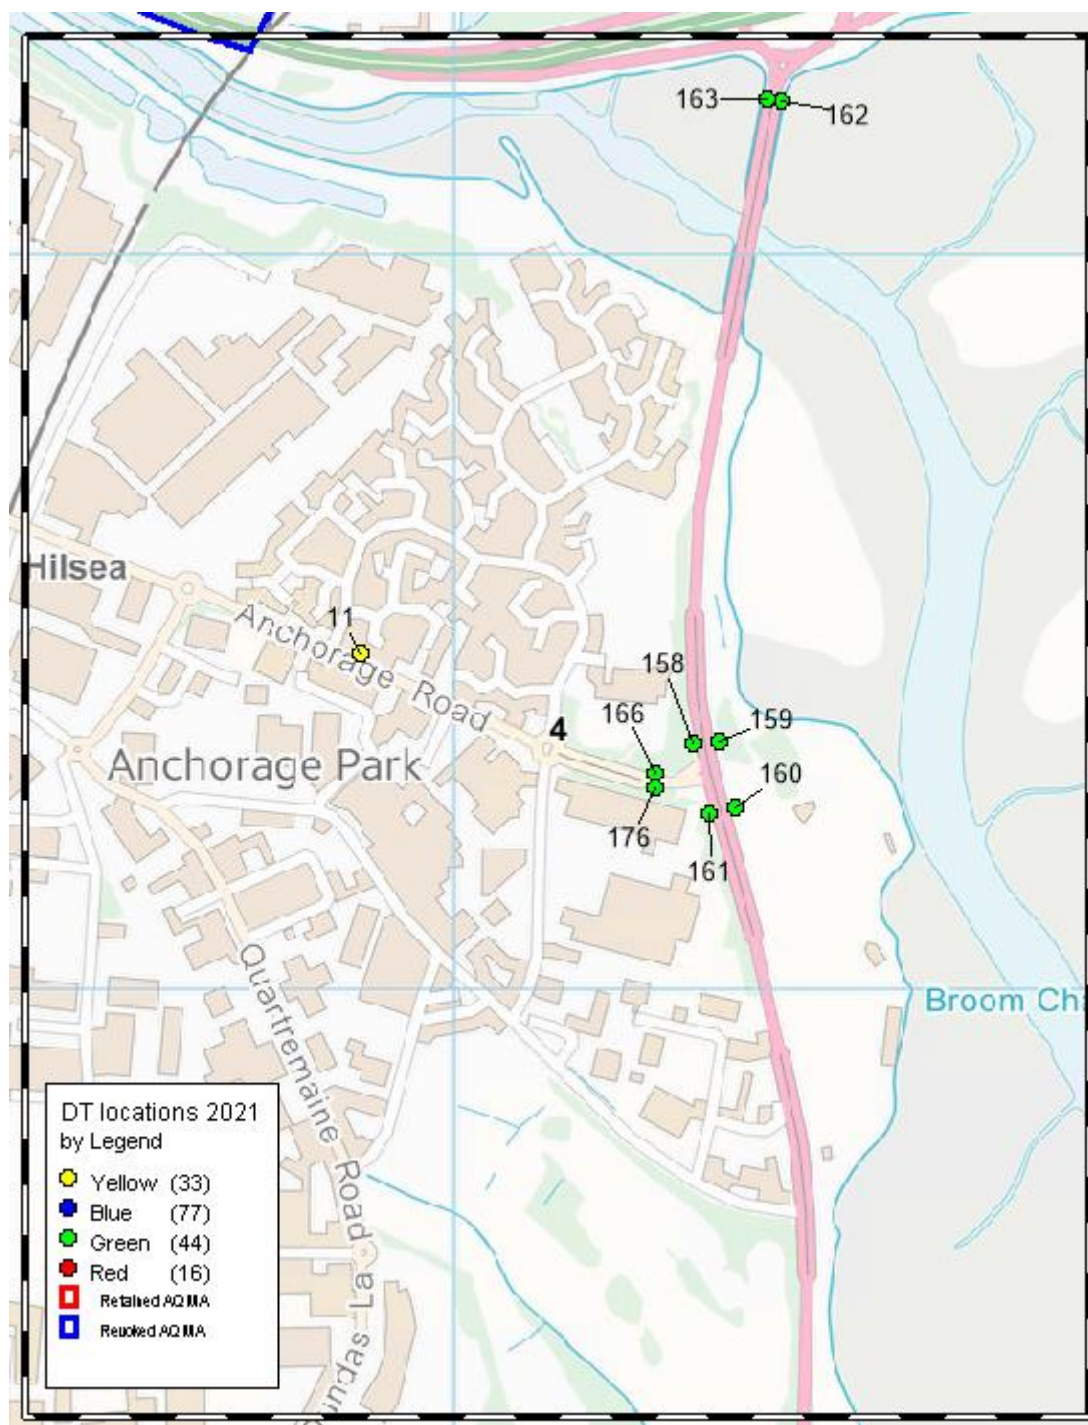 163
162
Hilsea
11
Anchorage Road
158
166
4
159
Anchorage Park
160
176
161
Quartremaine Road
Broom Ch
DT locations 2021
by Legend
Yellow (33)
Blue (77)
Green (44)
Red (16)
Retained AQMA
Revoked AQMA
undas La